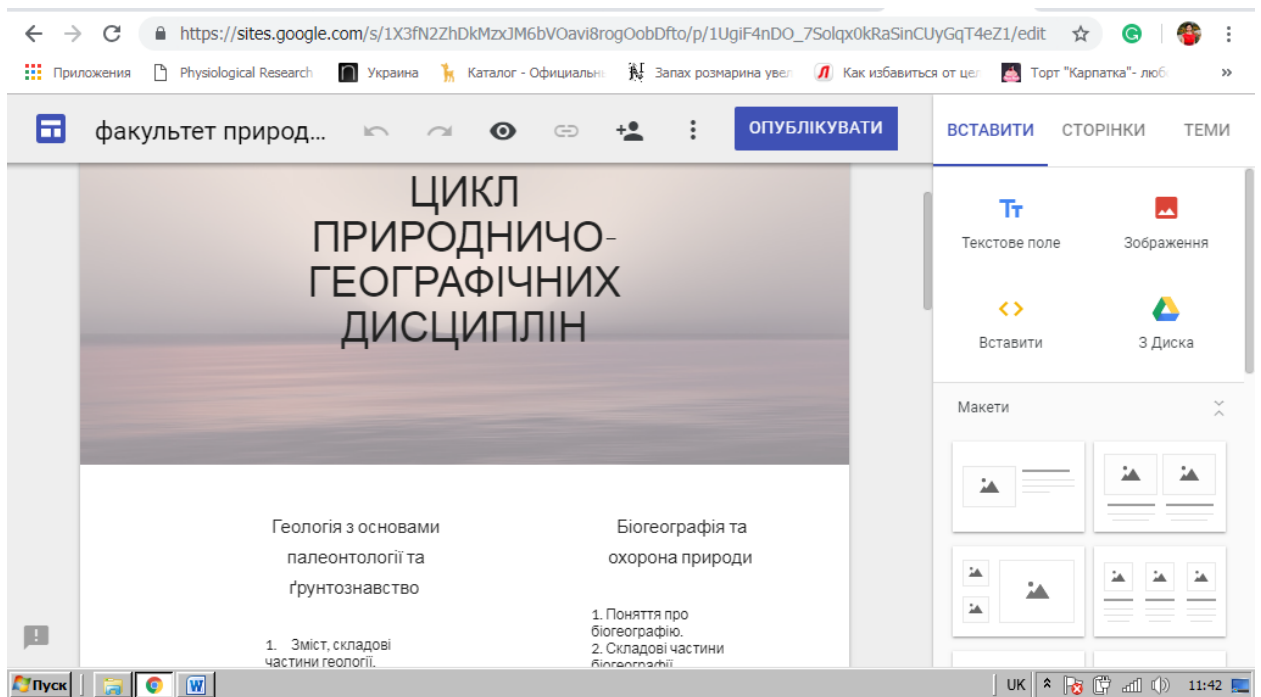 https://sites.google.com/s/1X3fN2ZhDkMzxJM6bVOavi8rogOobDfto/p/1UgiF4nDO_7Solqx0kRaSinCUyGqT4eZ1/edit
Приложения Physiological Research Украина Каталог - Официальн Запах розмарина увел Как избавиться от цел Торт "Карпатка"- люб »
факультет природ... ОПУБЛІКУВАТИ ВСТАВИТИ СТОРІНКИ ТЕМИ
ЦИКЛ
ПРИРОДНИЧО-
ГЕОГРАФІЧНИХ
ДИСЦИПЛІН
Текстове поле Зображення
Вставити З Диска
Макети
Геологія з основами
палеонтології та
ґрунтознавство
1. Зміст, складові
частини геології.
Біогеографія та
охорона природи
1. Поняття про
біогеографію.
2. Складові частини
біогеографії
Пуск UK 11:42